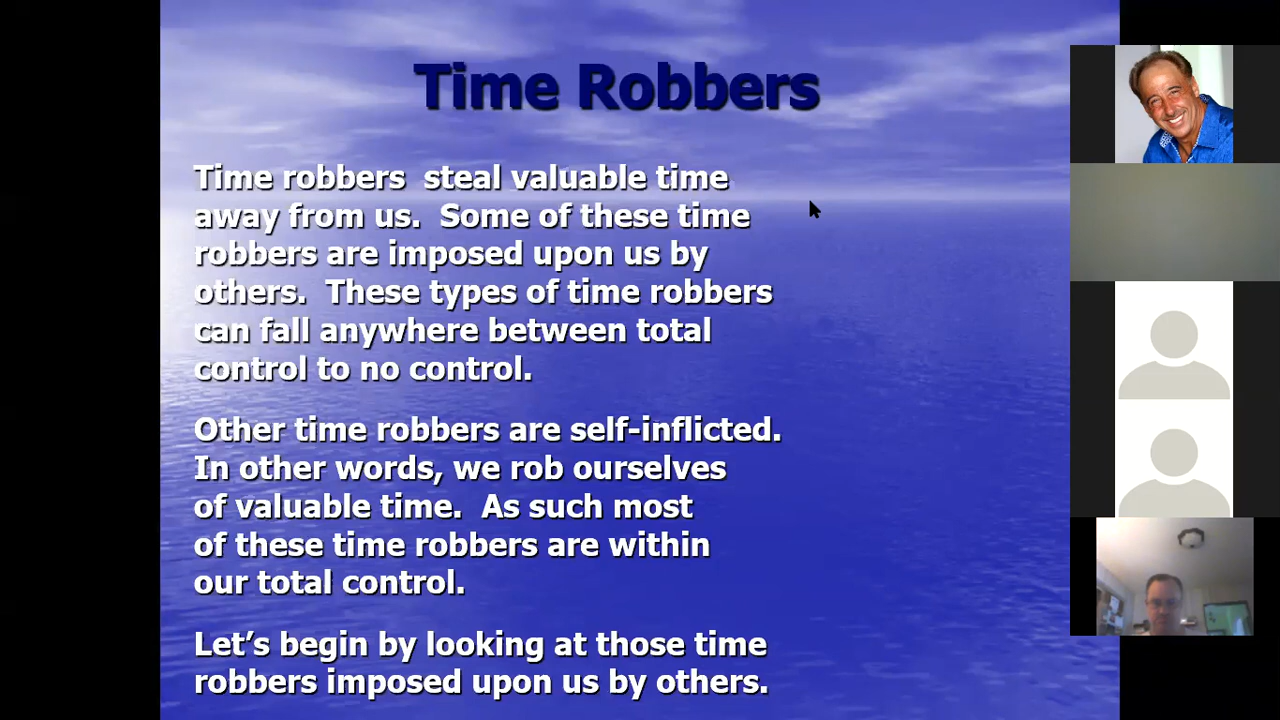 Time Robbers
Time robbers  steal valuable time
away from us.  Some of these time
robbers are imposed upon us by
others.  These types of time robbers
can fall anywhere between total
control to no control.
Other time robbers are self-inflicted.
In other words, we rob ourselves
of valuable time.  As such most
of these time robbers are within
our total control.
Let’s begin by looking at those time
robbers imposed upon us by others.